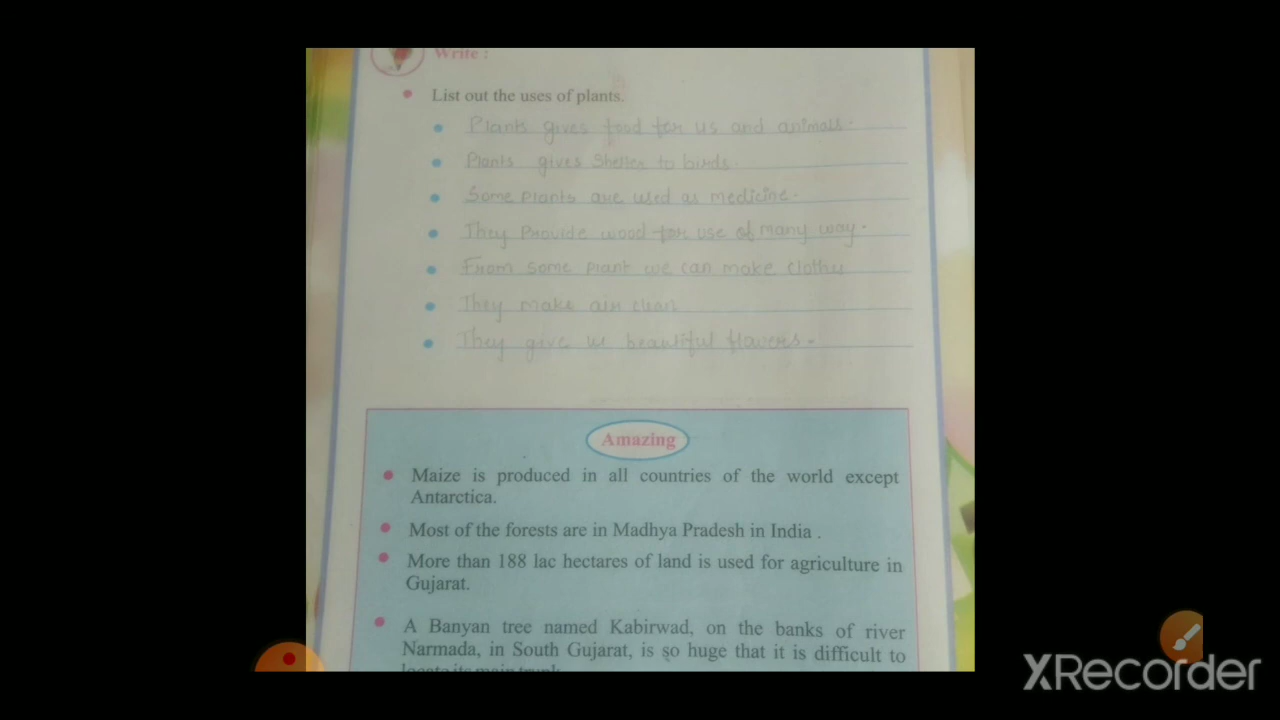 Write :
• List out the uses of plants.
• Plants gives food for us and animals.
• Plants gives Shelter to birds.
• Some plants are used as medicine.
• They Provide wood for use of many way.
• From some plant we can make clothes
• They make air clean
• They give us beautiful flowers.
Amazing
• Maize is produced in all countries of the world except
Antarctica.
• Most of the forests are in Madhya Pradesh in India .
• More than 188 lac hectares of land is used for agriculture in
Gujarat.
• A Banyan tree named Kabirwad, on the banks of river
Narmada, in South Gujarat, is so huge that it is difficult to
locate its main trunk
XRecorder